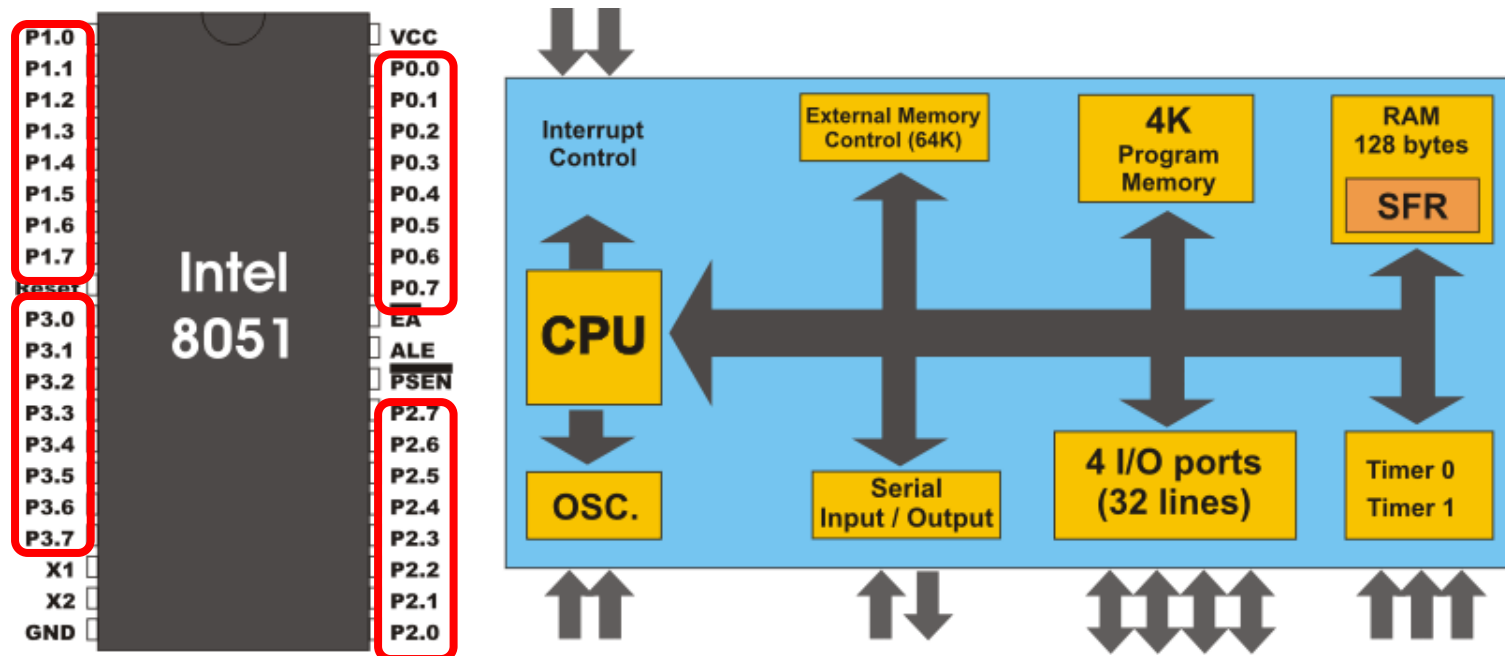 P1.0
P1.1
P1.2
P1.3
P1.4
P1.5
P1.6
P1.7
Reset
P3.0
P3.1
P3.2
P3.3
P3.4
P3.5
P3.6
P3.7
X1
X2
GND
Intel
8051
VCC
P0.0
P0.1
P0.2
P0.3
P0.4
P0.5
P0.6
P0.7
EA
ALE
PSEN
P2.7
P2.6
P2.5
P2.4
P2.3
P2.2
P2.1
P2.0
Interrupt
Control
External Memory
Control (64K)
4K
Program
Memory
RAM
128 bytes
SFR
CPU
OSC.
Serial
Input / Output
4 I/O ports
(32 lines)
Timer 0
Timer 1